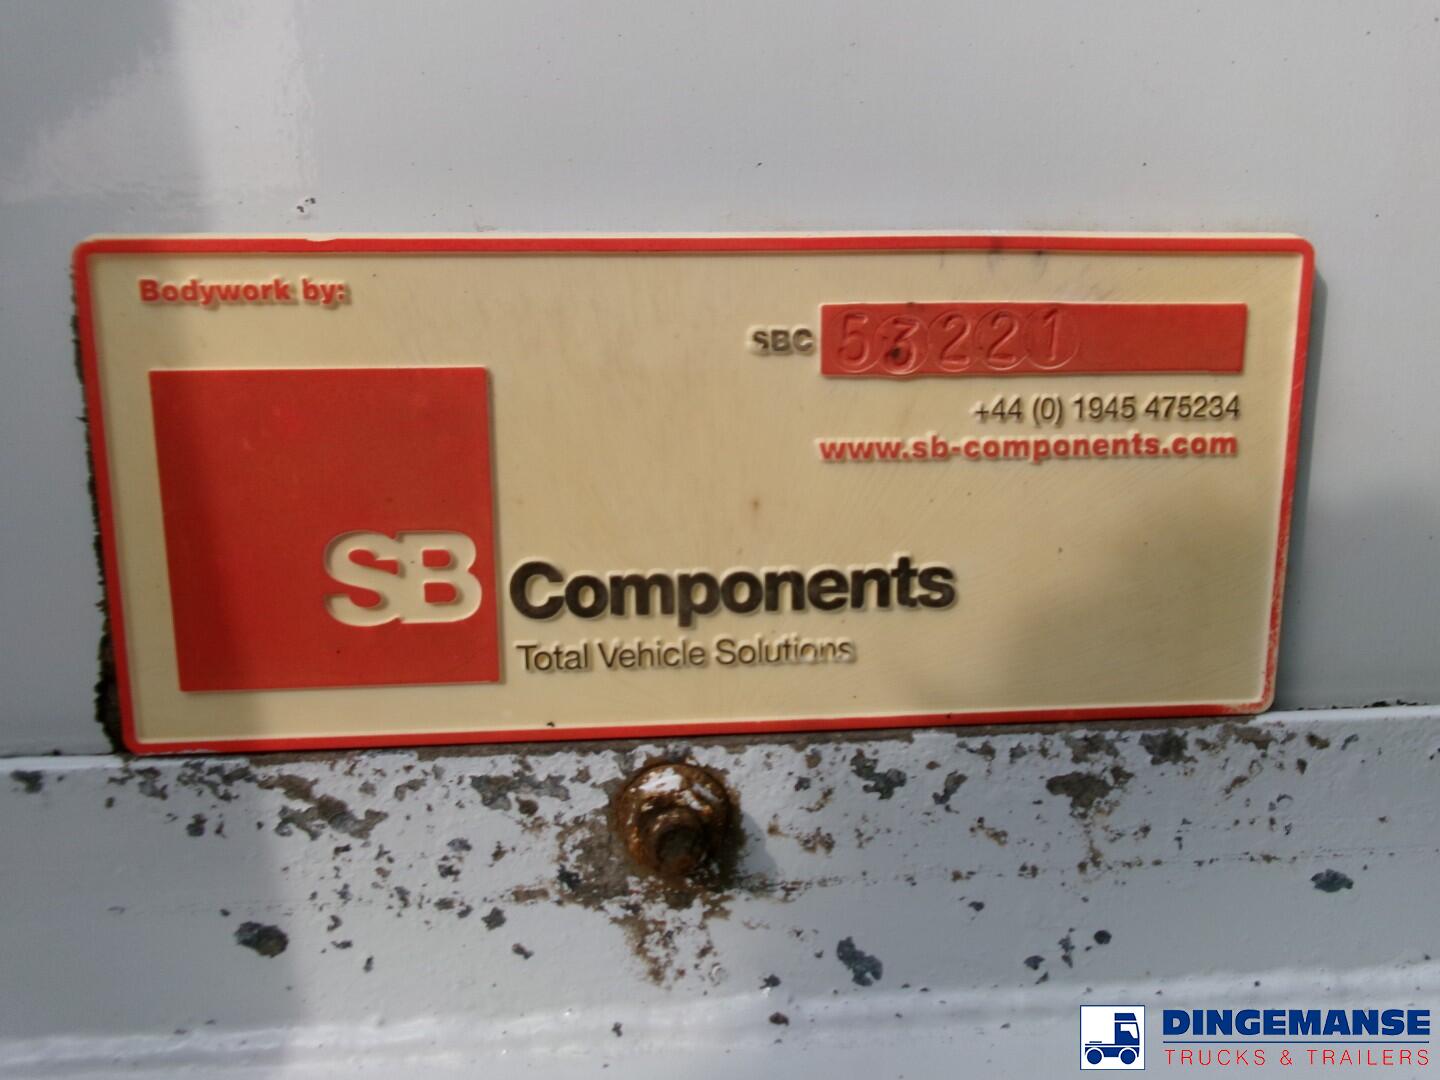 Bodywork by:
SBC 53221
+44 (0) 1945 475234
www.sb-components.com
SB Components
Total Vehicle Solutions
DINGEMANSE
TRUCKS & TRAILERS